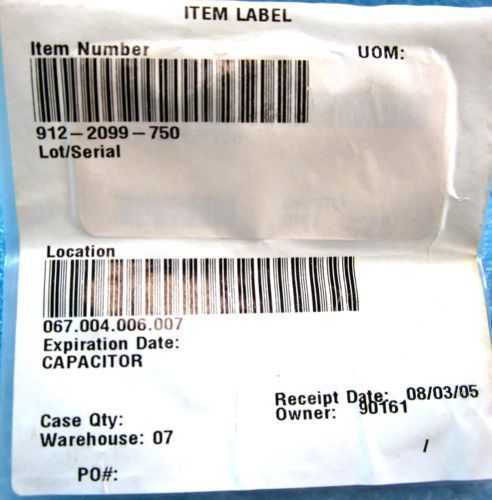 ITEM LABEL
Item Number UOM:
912-2099-750
Lot/Serial
Location
067.004.006.007
Expiration Date:
CAPACITOR
Receipt Date: 08/03/05
Case Qty: Owner: 90161
Warehouse: 07 /
PO#: